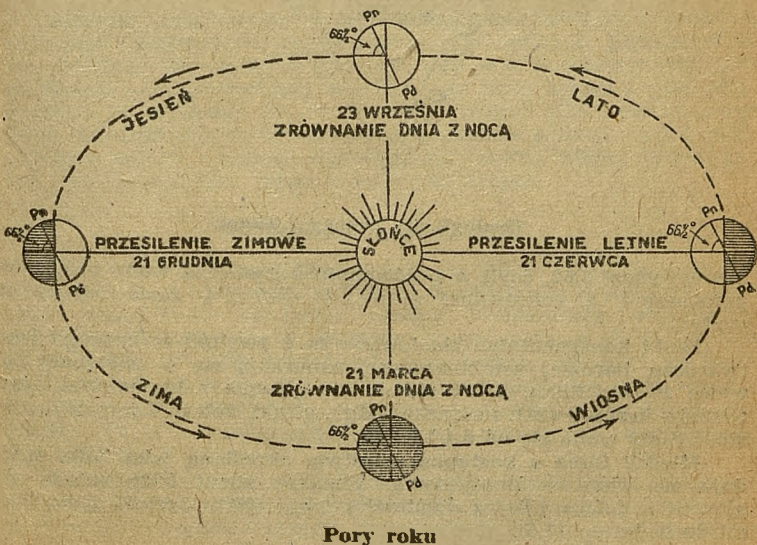 Pn
66½°
Pd
JESIEŃ
LATO
23 WRZEŚNIA
ZRÓWNANIE DNIA Z NOCĄ
Pn
66½°
Pd
PRZESILENIE ZIMOWE
21 GRUDNIA
SŁOŃCE
PRZESILENIE LETNIE
21 CZERWCA
Pn
66½°
Pd
21 MARCA
ZRÓWNANIE DNIA Z NOCĄ
ZIMA
WIOSNA
Pn
66½°
Pd
Pory roku